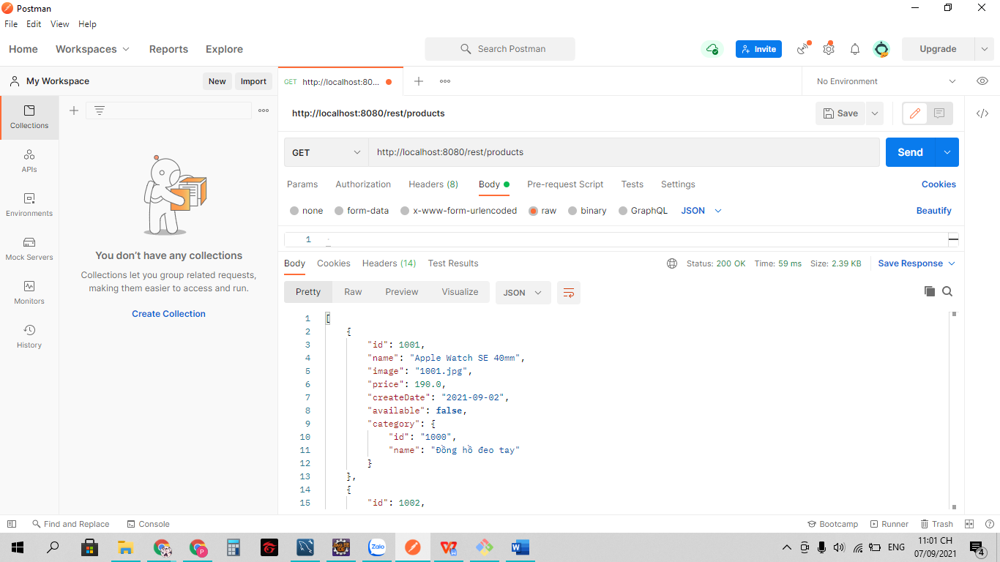 Postman
File Edit View Help
Home Workspaces Reports Explore
Search Postman
Invite
Upgrade
My Workspace
New Import
GET http://localhost:80...
No Environment
Collections
APIs
Environments
Mock Servers
Monitors
History
You don't have any collections
Collections let you group related requests,
making them easier to access and run.
Create Collection
http://localhost:8080/rest/products
Save
GET http://localhost:8080/rest/products
Send
Params Authorization Headers (8) Body Pre-request Script Tests Settings Cookies
none form-data x-www-form-urlencoded raw binary GraphQL JSON Beautify
1
Body Cookies Headers (14) Test Results
Status: 200 OK Time: 59 ms Size: 2.39 KB Save Response
Pretty Raw Preview Visualize JSON
1 [
2 {
3 "id": 1001,
4 "name": "Apple Watch SE 40mm",
5 "image": "1001.jpg",
6 "price": 190.0,
7 "createDate": "2021-09-02",
8 "available": false,
9 "category": {
10 "id": "1000",
11 "name": "Đồng hồ đeo tay"
12 }
13 },
14 {
15 "id": 1002,
Find and Replace Console
Bootcamp Runner Trash
Zalo
ENG
11:01 CH
07/09/2021
4